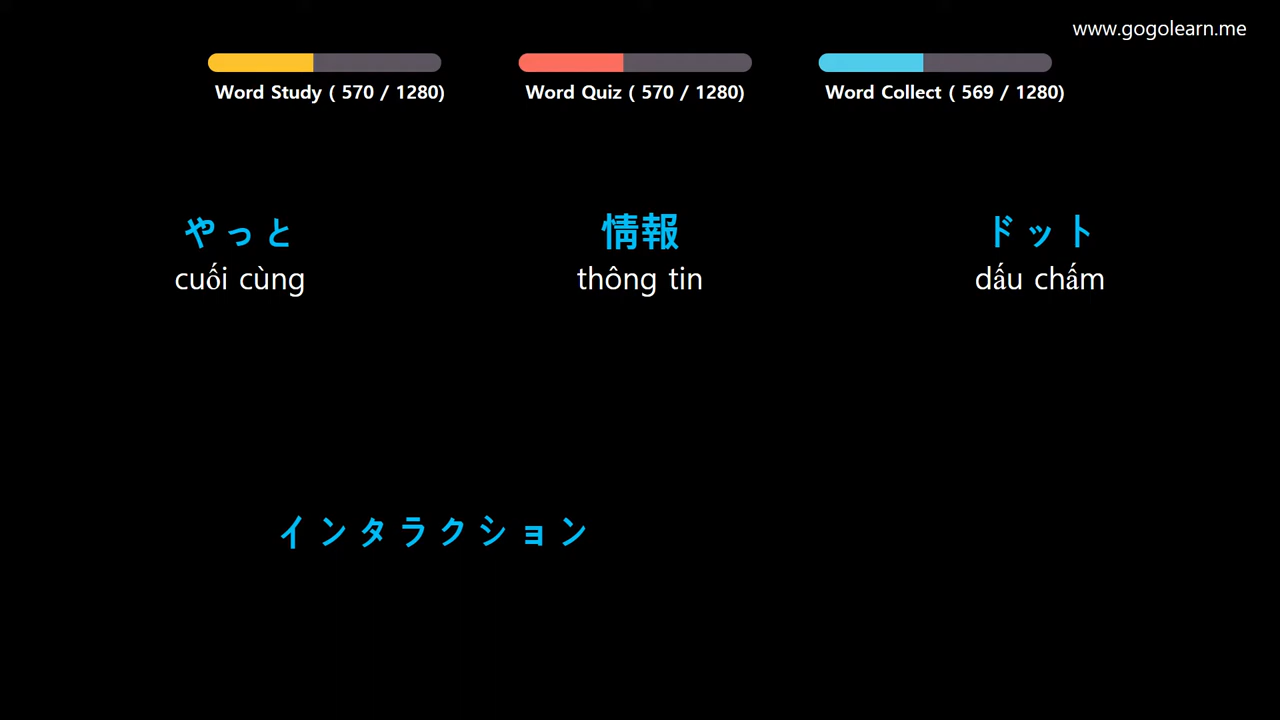 www.gogolearn.me
Word Study ( 570 / 1280)
Word Quiz ( 570 / 1280)
Word Collect ( 569 / 1280)
やっと
cuối cùng
情報
thông tin
ドット
dấu chấm
インタラクション